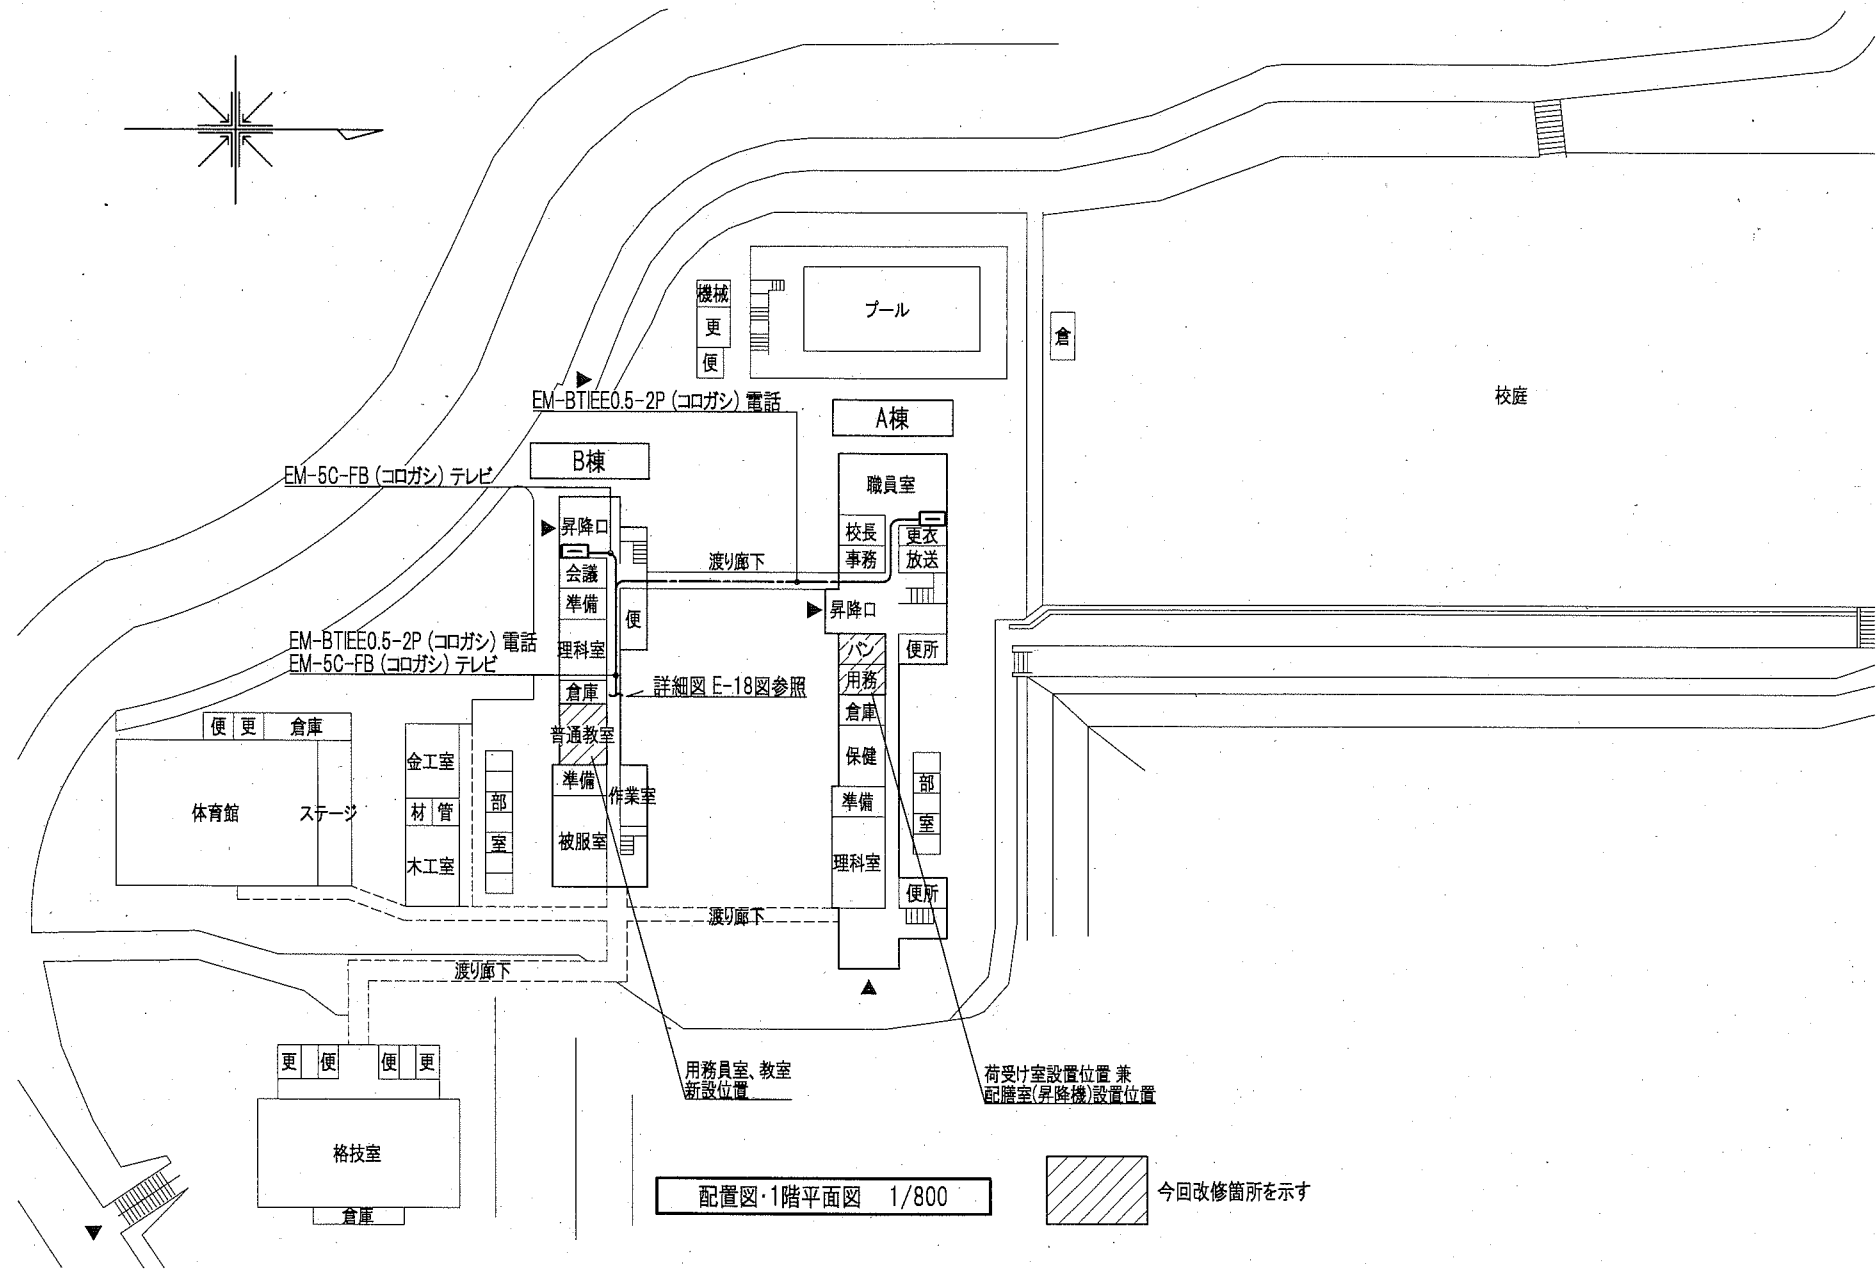 機械
更
便
プール
倉
校庭
EM-BTIEE0.5-2P (コロガシ) 電話
A棟
B棟
EM-5C-FB (コロガシ) テレビ
職員室
昇降口
校長
更衣
事務
放送
渡り廊下
会議
準備
便
昇降口
EM-BTIEE0.5-2P (コロガシ) 電話
EM-5C-FB (コロガシ) テレビ
理科室
パン
便所
用務
倉庫
詳細図 E-18図参照
倉庫
便 更 倉庫
普通教室
金工室
保健
準備
作業室
部
室
部
室
体育館
ステージ
材 管
準備
被服室
木工室
理科室
便所
渡り廊下
渡り廊下
更 便 便 更
用務員室、教室
新設位置
荷受け室設置位置 兼
配膳室(昇降機)設置位置
格技室
倉庫
配置図・1階平面図 1/800
今回改修箇所を示す